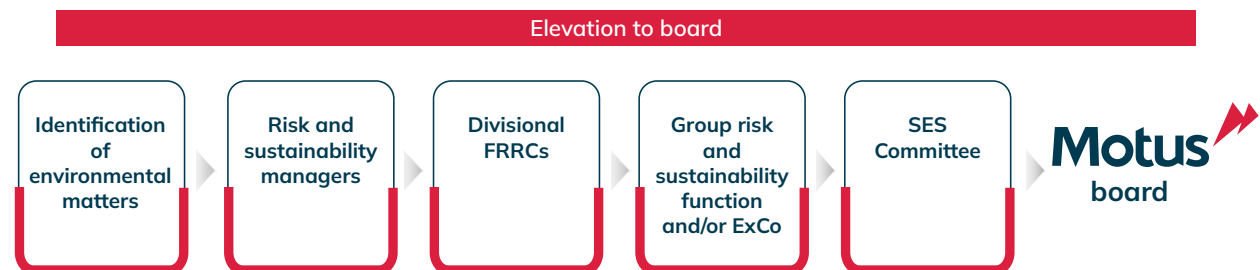 Elevation to board
Identification
of
environmental
matters
Risk and
sustainability
managers
Divisional
FRRCs
Group risk
and
sustainability
function
and/or ExCo
SES
Committee
Motus
board